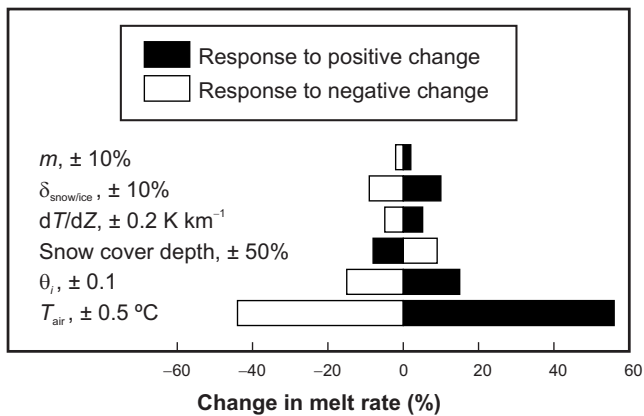 Response to positive change
Response to negative change
m, ± 10%
δsnow/ice , ± 10%
dT/dZ, ± 0.2 K km⁻¹
Snow cover depth, ± 50%
θi, ± 0.1
Tair, ± 0.5 ºC
−60 −40 −20 0 20 40 60
Change in melt rate (%)